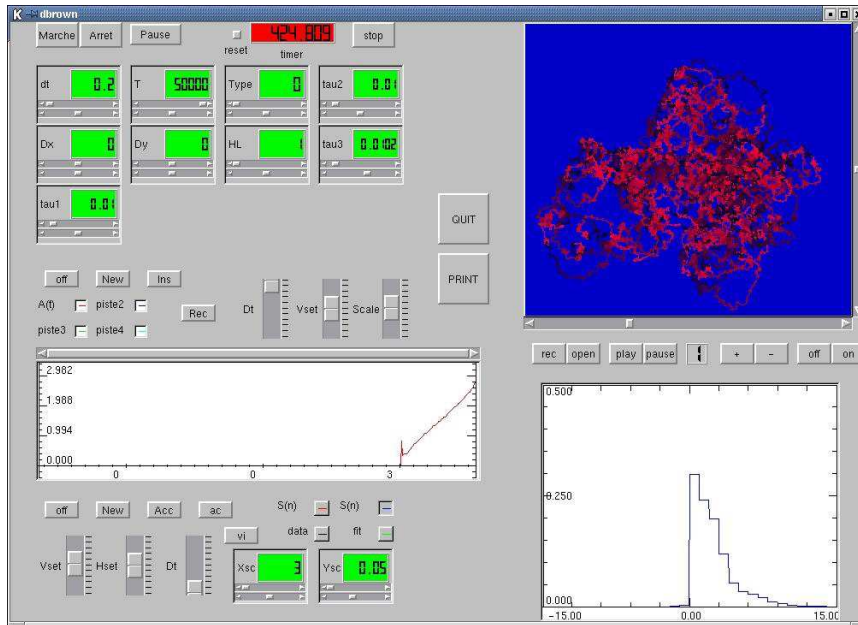 dbrown
Marche Arret Pause reset 424.809 stop
timer
dt 0.2 T 50000 Type 0 tau2 0.01
Dx 0 Dy 0 HL 1 tau3 0.0102
tau1 0.01
QUIT
PRINT
off New Ins
A(t) piste2
piste3 piste4
Rec
Dt Vset Scale
rec open play pause 1 + - off on
2.982
1.988
0.994
0.000
0 0 3
off New Acc ac S(n) S(n)
vi data fit
Vset Hset Dt
Xsc 3 Ysc 0.05
0.500
0.250
0.000
-15.00 0.00 15.00